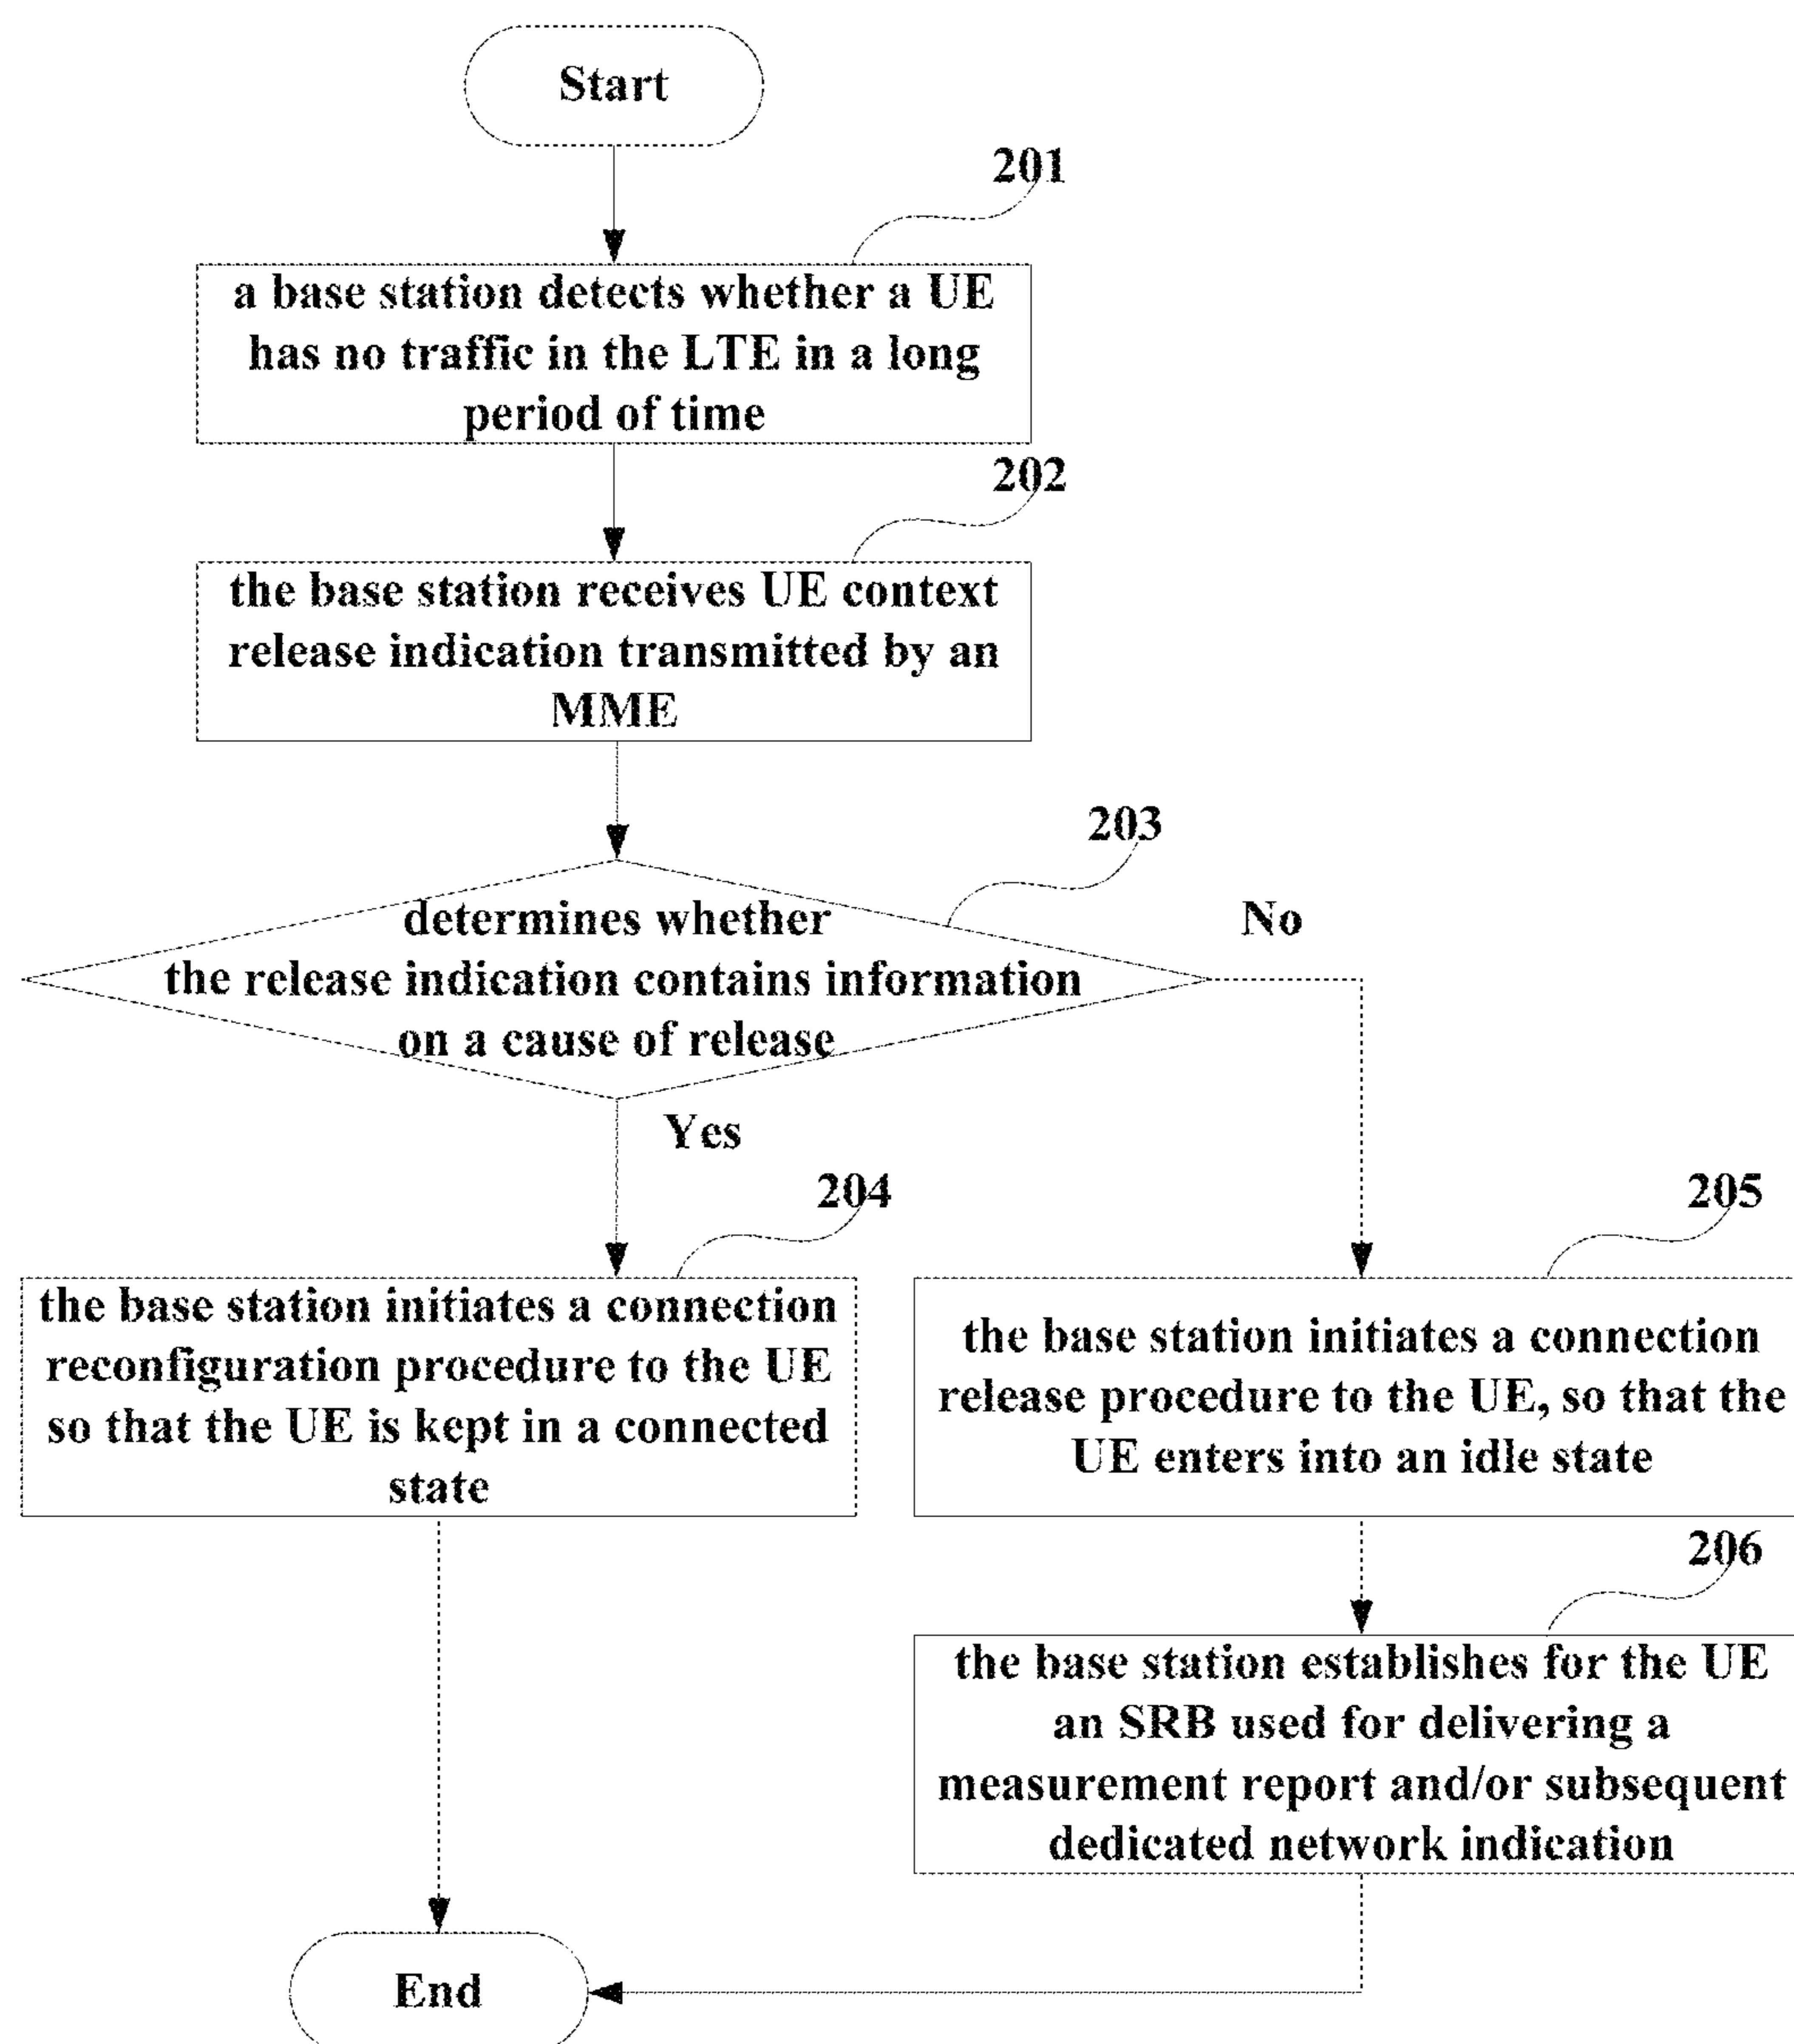 Start
201
a base station detects whether a UE
has no traffic in the LTE in a long
period of time
202
the base station receives UE context
release indication transmitted by an
MME
203
determines whether
the release indication contains information
on a cause of release
No
Yes
204
the base station initiates a connection
reconfiguration procedure to the UE
so that the UE is kept in a connected
state
205
the base station initiates a connection
release procedure to the UE, so that the
UE enters into an idle state
206
the base station establishes for the UE
an SRB used for delivering a
measurement report and/or subsequent
dedicated network indication
End